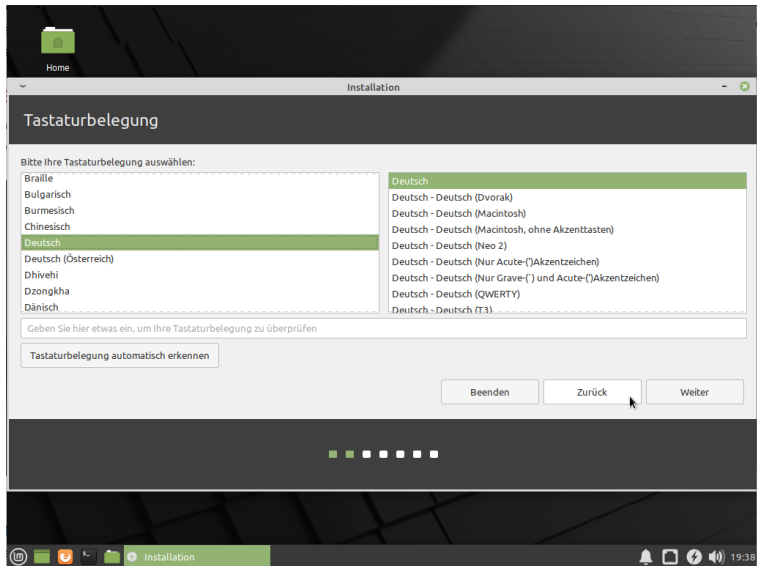 Home
Installation
Tastaturbelegung
Bitte Ihre Tastaturbelegung auswählen:
Braille
Bulgarisch
Burmesisch
Chinesisch
Deutsch
Deutsch (Österreich)
Dhivehi
Dzongkha
Dänisch
Deutsch
Deutsch - Deutsch (Dvorak)
Deutsch - Deutsch (Macintosh)
Deutsch - Deutsch (Macintosh, ohne Akzenttasten)
Deutsch - Deutsch (Neo 2)
Deutsch - Deutsch (Nur Acute-(')Akzentzeichen)
Deutsch - Deutsch (Nur Grave-(`) und Acute-(')Akzentzeichen)
Deutsch - Deutsch (QWERTY)
Deutsch - Deutsch (T3)
Geben Sie hier etwas ein, um Ihre Tastaturbelegung zu überprüfen
Tastaturbelegung automatisch erkennen
Beenden Zurück Weiter
Installation 19:38